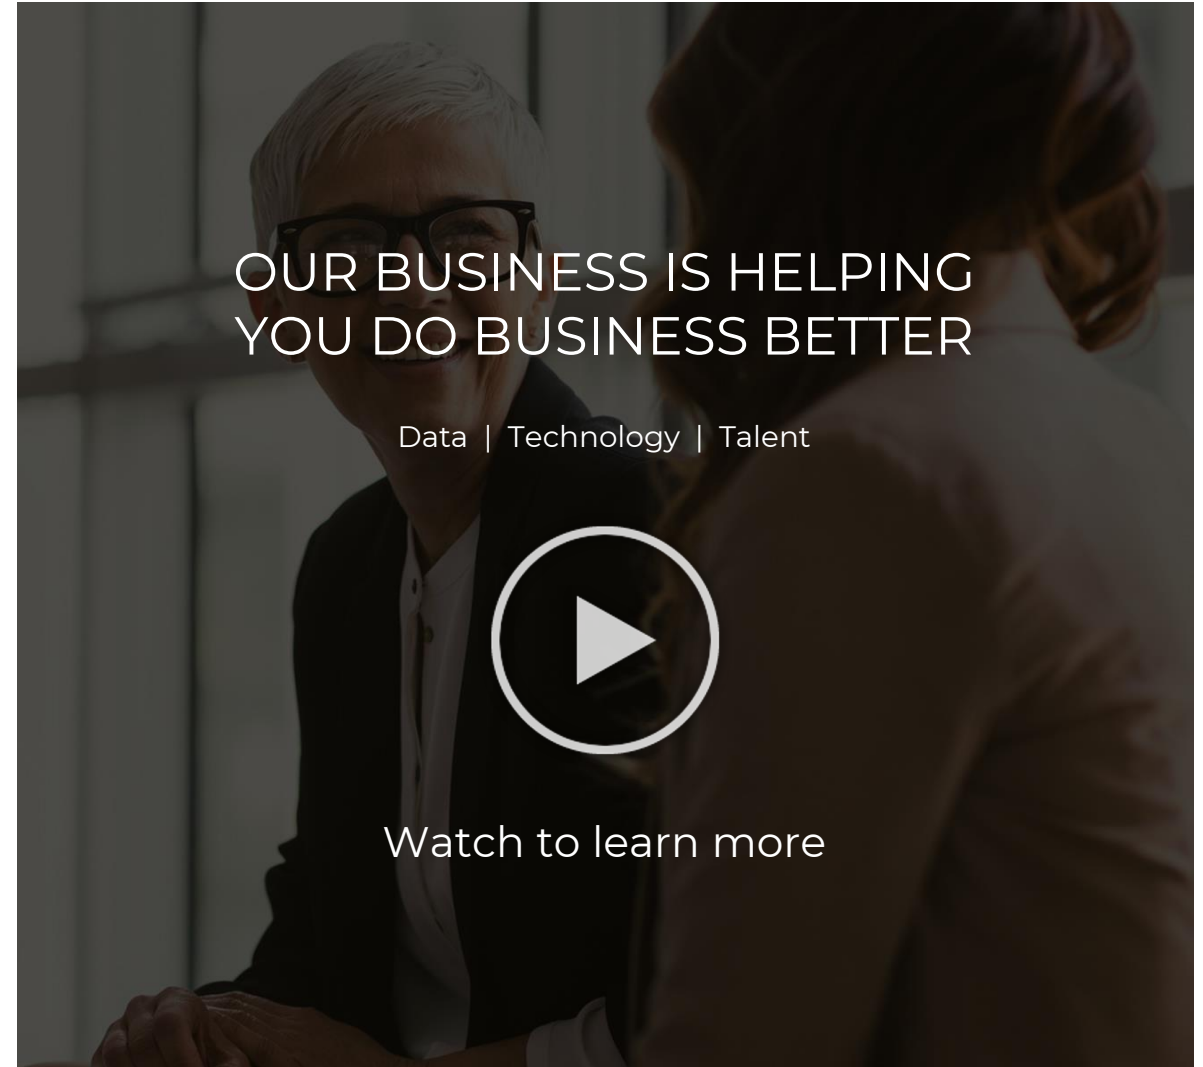 OUR BUSINESS IS HELPING
YOU DO BUSINESS BETTER
Data | Technology | Talent
Watch to learn more